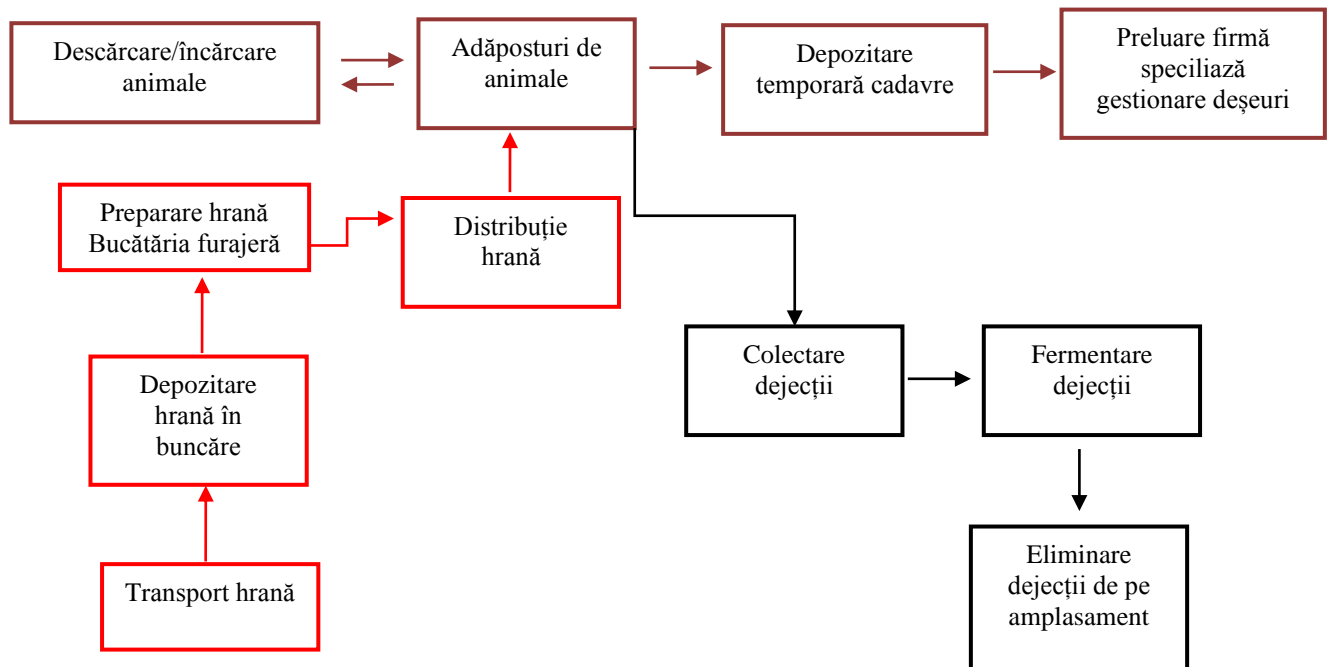 Descărcare/încărcare
animale
Adăposturi de
animale
Depozitare
temporară cadavre
Preluare firmă
speciliază
gestionare deșeuri
Preparare hrană
Bucătăria furajeră
Distribuție
hrană
Depozitare
hrană în
buncăre
Colectare
dejecții
Fermentare
dejecții
Transport hrană
Eliminare
dejecții de pe
amplasament